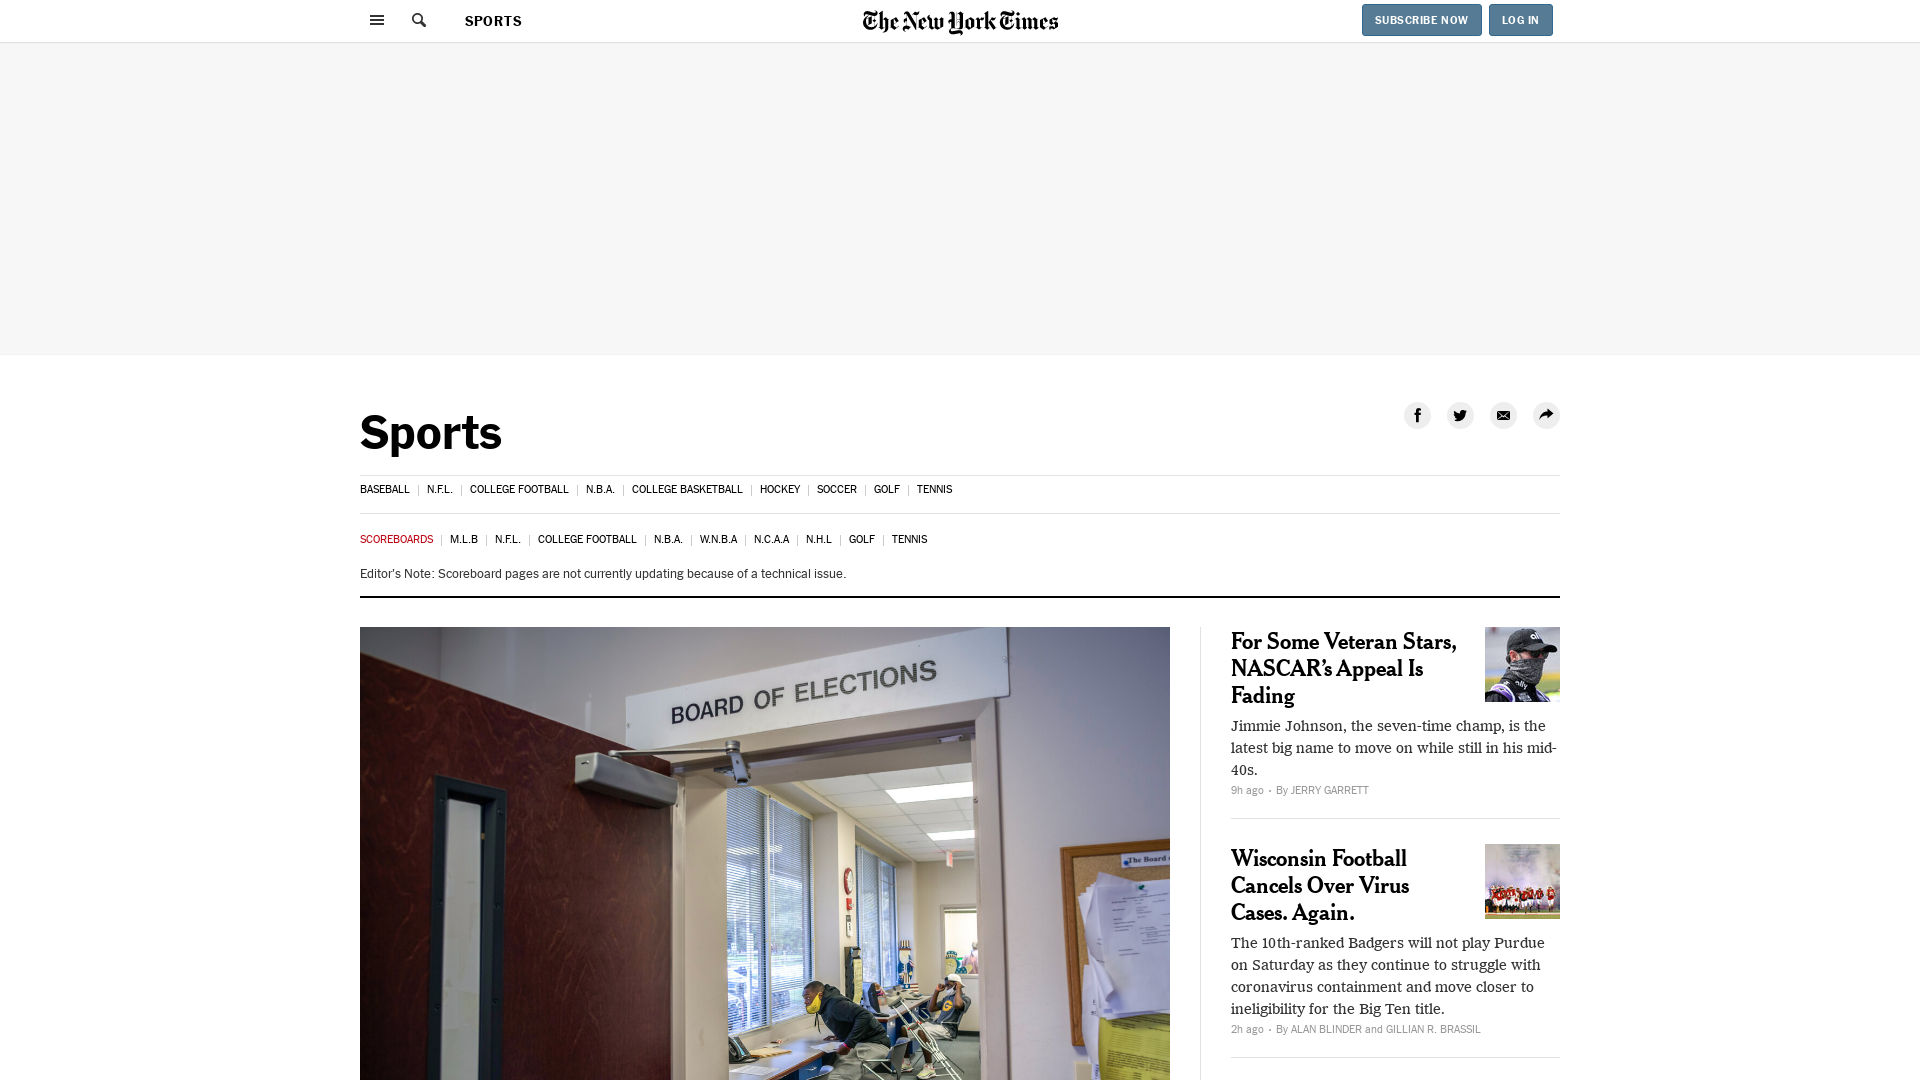 SPORTS
The New York Times
SUBSCRIBE NOW
LOG IN
Sports
BASEBALL | N.F.L. | COLLEGE FOOTBALL | N.B.A. | COLLEGE BASKETBALL | HOCKEY | SOCCER | GOLF | TENNIS
SCOREBOARDS | M.L.B | N.F.L. | COLLEGE FOOTBALL | N.B.A. | W.N.B.A | N.C.A.A | N.H.L | GOLF | TENNIS
Editor's Note: Scoreboard pages are not currently updating because of a technical issue.
BOARD OF ELECTIONS
The Board
For Some Veteran Stars,
NASCAR's Appeal Is
Fading
Jimmie Johnson, the seven-time champ, is the
latest big name to move on while still in his mid-
40s.
9h ago • By JERRY GARRETT
ally
Wisconsin Football
Cancels Over Virus
Cases. Again.
The 10th-ranked Badgers will not play Purdue
on Saturday as they continue to struggle with
coronavirus containment and move closer to
ineligibility for the Big Ten title.
2h ago • By ALAN BLINDER and GILLIAN R. BRASSIL